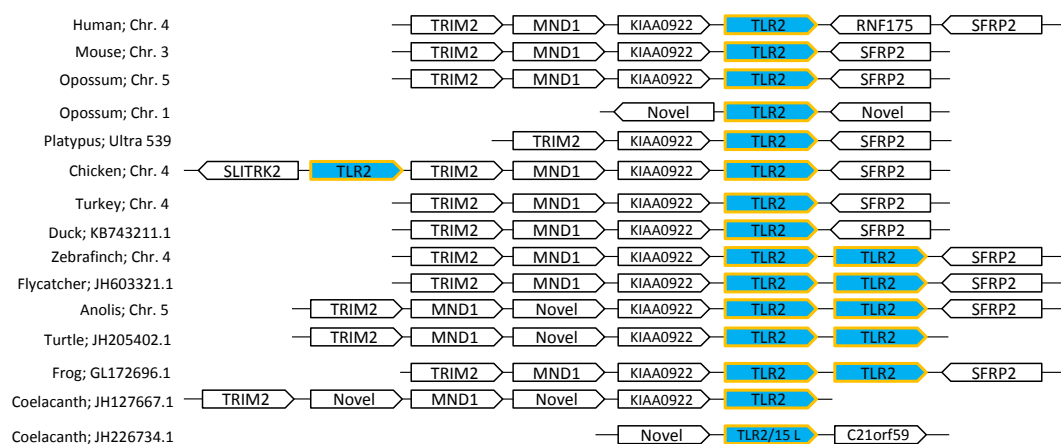 Human; Chr. 4 TRIM2 MND1 KIAA0922 TLR2 RNF175 SFRP2
Mouse; Chr. 3 TRIM2 MND1 KIAA0922 TLR2 SFRP2
Opossum; Chr. 5 TRIM2 MND1 KIAA0922 TLR2 SFRP2
Opossum; Chr. 1 Novel TLR2 Novel
Platypus; Ultra 539 TRIM2 KIAA0922 TLR2 SFRP2
Chicken; Chr. 4 SLITRK2 TLR2 TRIM2 MND1 KIAA0922 TLR2 SFRP2
Turkey; Chr. 4 TRIM2 MND1 KIAA0922 TLR2 SFRP2
Duck; KB743211.1 TRIM2 MND1 KIAA0922 TLR2 SFRP2
Zebrafinch; Chr. 4 TRIM2 MND1 KIAA0922 TLR2 TLR2 SFRP2
Flycatcher; JH603321.1 TRIM2 MND1 KIAA0922 TLR2 TLR2 SFRP2
Anolis; Chr. 5 TRIM2 MND1 Novel KIAA0922 TLR2 TLR2 SFRP2
Turtle; JH205402.1 TRIM2 MND1 Novel KIAA0922 TLR2 TLR2
Frog; GL172696.1 TRIM2 MND1 KIAA0922 TLR2 TLR2 SFRP2
Coelacanth; JH127667.1 TRIM2 Novel MND1 Novel KIAA0922 TLR2
Coelacanth; JH226734.1 Novel TLR2/15 L C21orf59